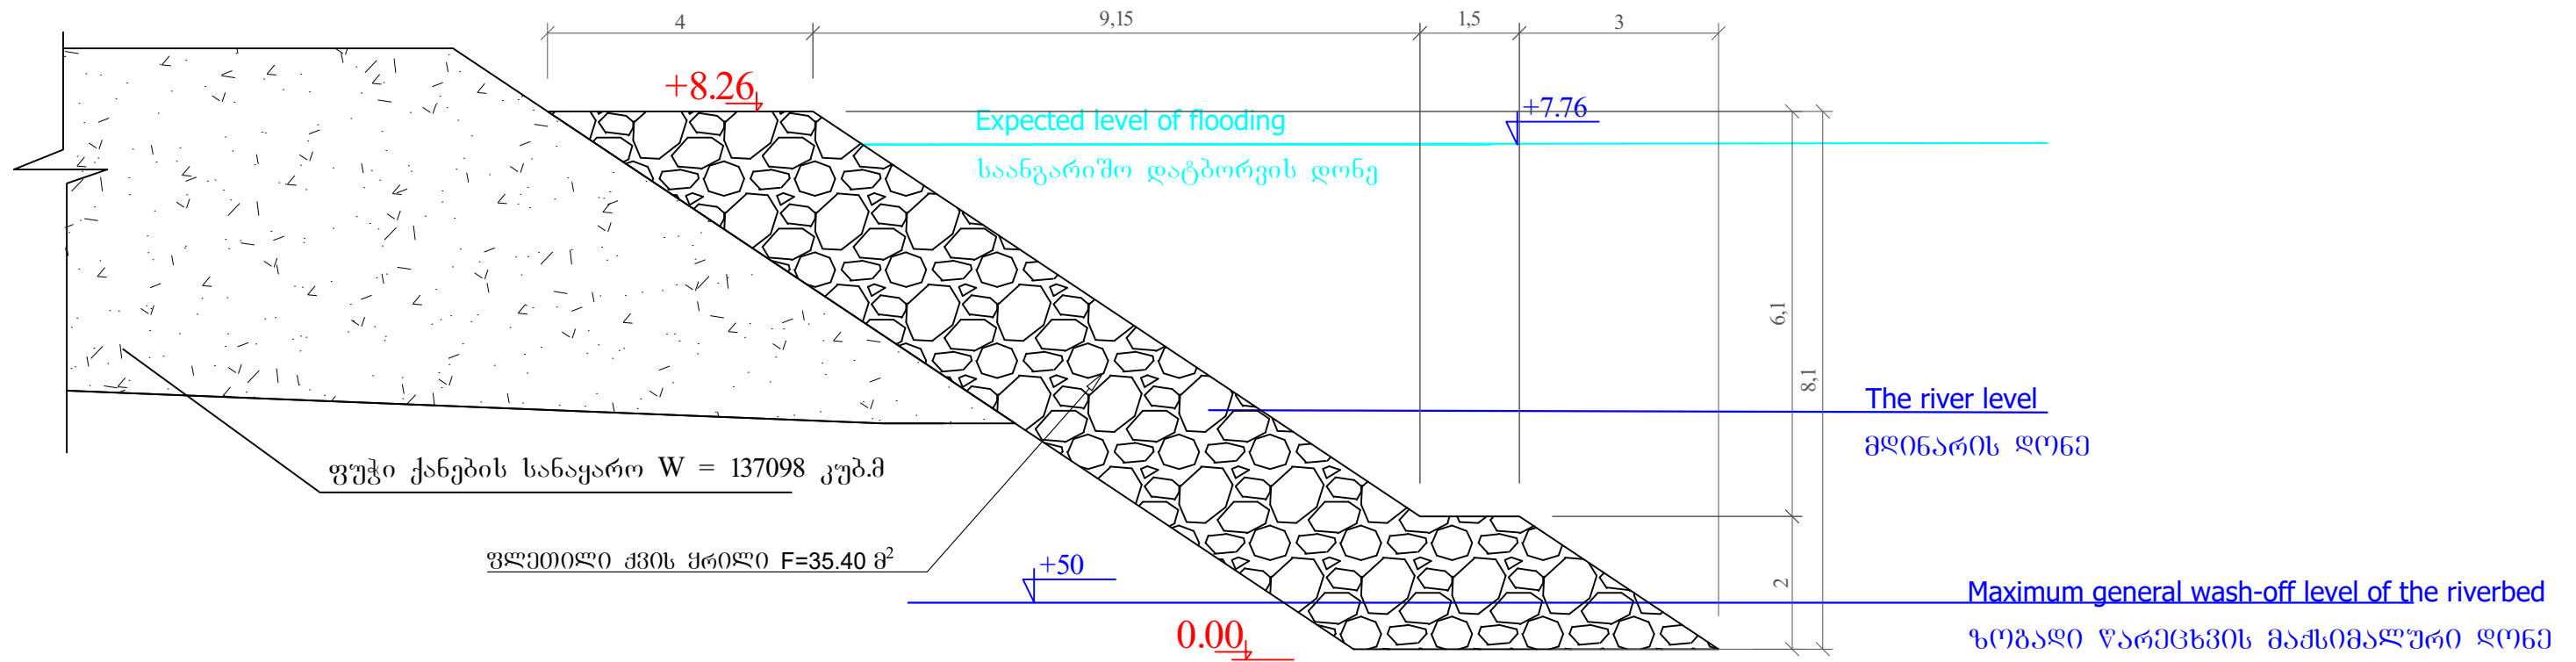 4
9,15
1,5
3
+8.26
+7.76
Expected level of flooding
საანგარიშო დატბორვის დონე
6,1
8,1
The river level
მდინარის დონე
ფუჭი ქანების სანაყარო W = 137098 კუბ.მ
ფლეთილი ქვის ყრილი F=35.40 მ²
+50
2
Maximum general wash-off level of the riverbed
0.00
ზოგადი წარეცხვის მაქსიმალური დონე